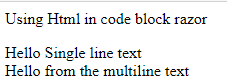 Using Html in code block razor
Hello Single line text
Hello from the multiline text